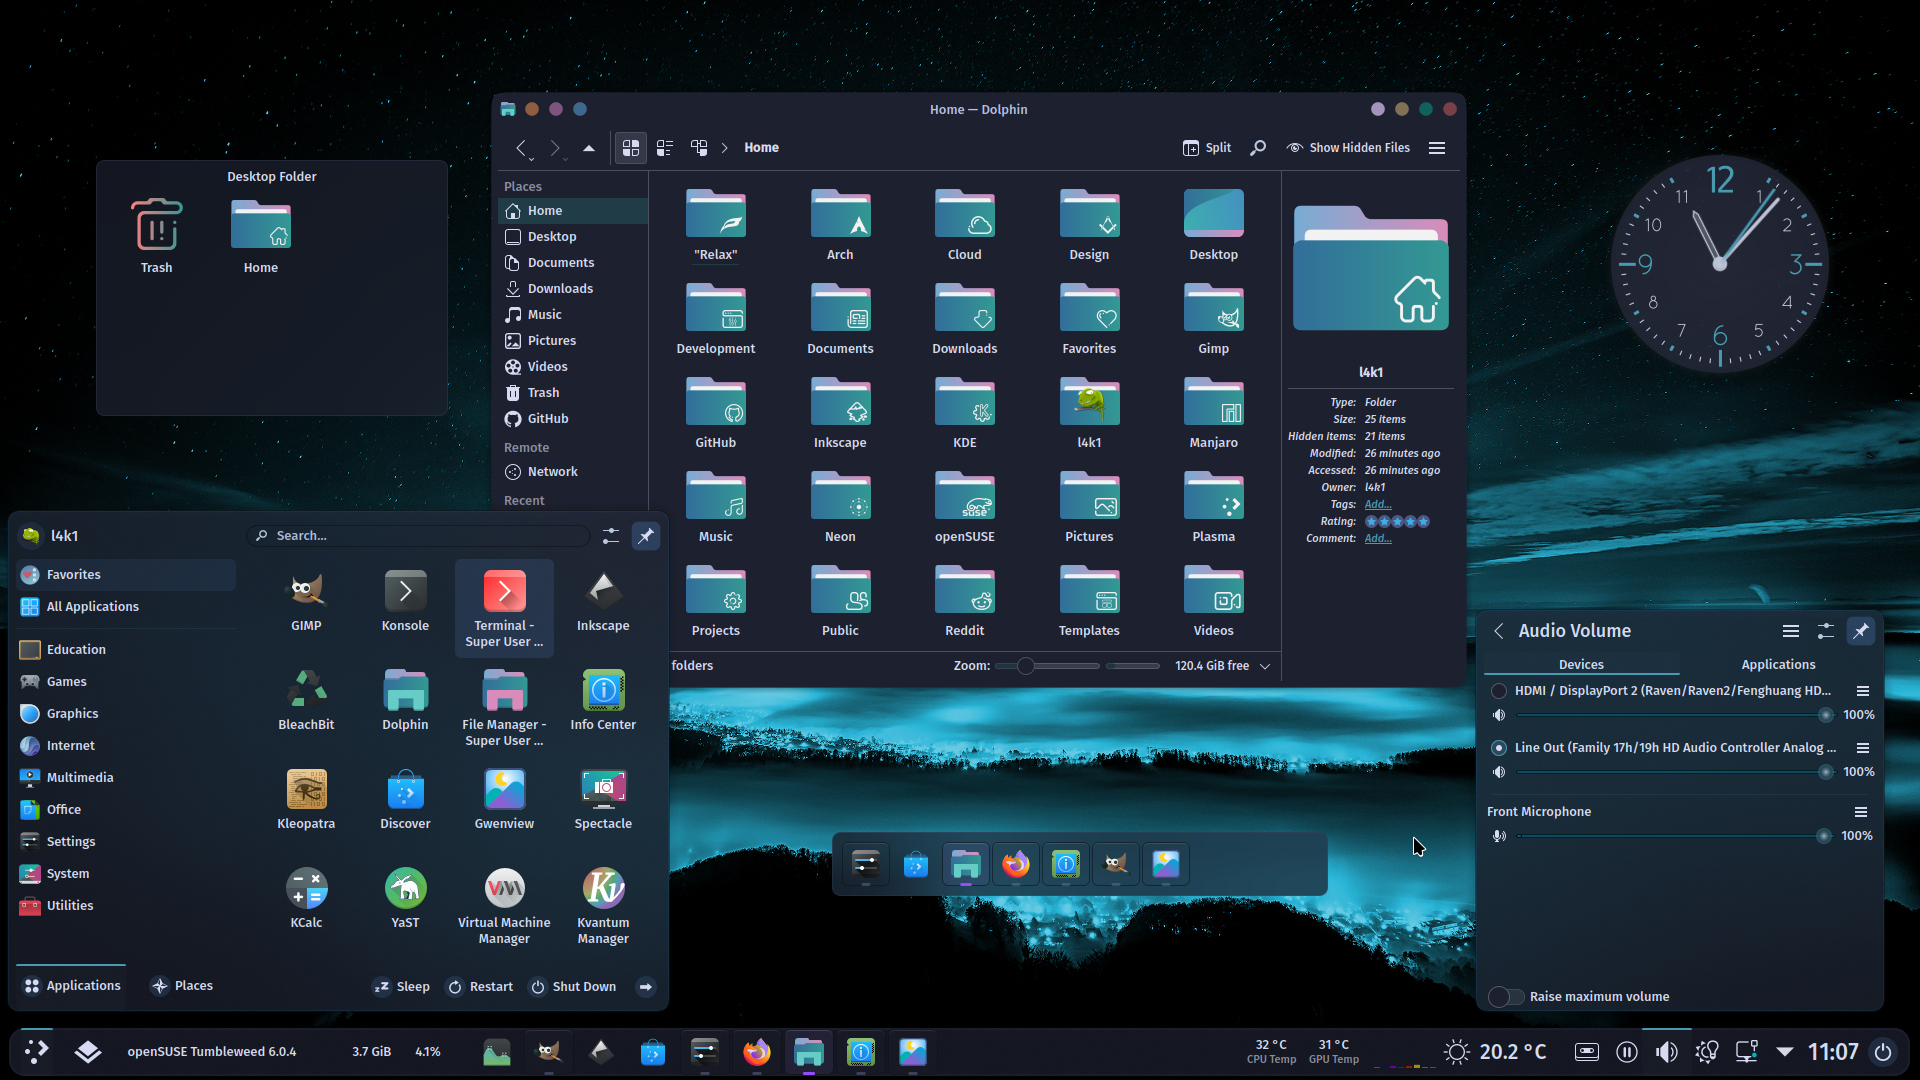 Home — Dolphin
Home
Split
Show Hidden Files
Desktop Folder
Trash
Home
Places
Home
Desktop
Documents
Downloads
Music
Pictures
Videos
Trash
GitHub
Remote
Network
Recent
"Relax"
Arch
Cloud
Design
Desktop
Development
Documents
Downloads
Favorites
Gimp
GitHub
Inkscape
KDE
l4k1
Manjaro
Music
Neon
openSUSE
Pictures
Plasma
Projects
Public
Reddit
Templates
Videos
folders
Zoom:
120.4 GiB free
l4k1
Type: Folder
Size: 25 items
Hidden items: 21 items
Modified: 26 minutes ago
Accessed: 26 minutes ago
Owner: l4k1
Tags: Add...
Rating:
Comment: Add...
12
1
2
3
4
5
6
7
8
9
10
11
l4k1
Search...
Favorites
All Applications
Education
Games
Graphics
Internet
Multimedia
Office
Settings
System
Utilities
GIMP
Konsole
Terminal -
Super User ...
Inkscape
BleachBit
Dolphin
File Manager -
Super User ...
Info Center
Kleopatra
Discover
Gwenview
Spectacle
KCalc
YaST
Virtual Machine
Manager
Kvantum
Manager
Applications
Places
Sleep
Restart
Shut Down
Audio Volume
Devices
Applications
HDMI / DisplayPort 2 (Raven/Raven2/Fenghuang HD...
100%
Line Out (Family 17h/19h HD Audio Controller Analog ...
100%
Front Microphone
100%
Raise maximum volume
openSUSE Tumbleweed 6.0.4
3.7 GiB
4.1%
32 °C
CPU Temp
31 °C
GPU Temp
20.2 °C
11:07